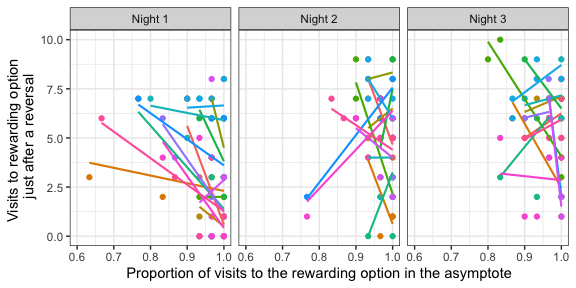 Night 1 Night 2 Night 3
Visits to rewarding option
just after a reversal
10.0
7.5
5.0
2.5
0.0
0.6 0.7 0.8 0.9 1.0 0.6 0.7 0.8 0.9 1.0 0.6 0.7 0.8 0.9 1.0
Proportion of visits to the rewarding option in the asymptote